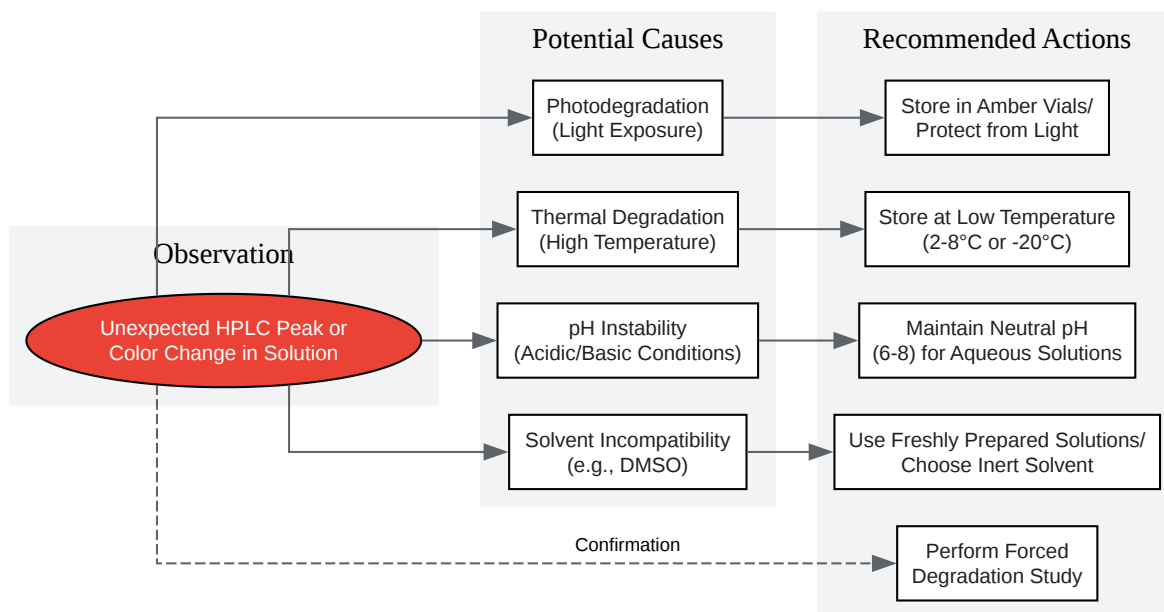 Potential Causes
Recommended Actions
Photodegradation
(Light Exposure)
Store in Amber Vials/
Protect from Light
Thermal Degradation
(High Temperature)
Store at Low Temperature
(2-8°C or -20°C)
Observation
Unexpected HPLC Peak or
Color Change in Solution
pH Instability
(Acidic/Basic Conditions)
Maintain Neutral pH
(6-8) for Aqueous Solutions
Solvent Incompatibility
(e.g., DMSO)
Use Freshly Prepared Solutions/
Choose Inert Solvent
Confirmation
Perform Forced
Degradation Study